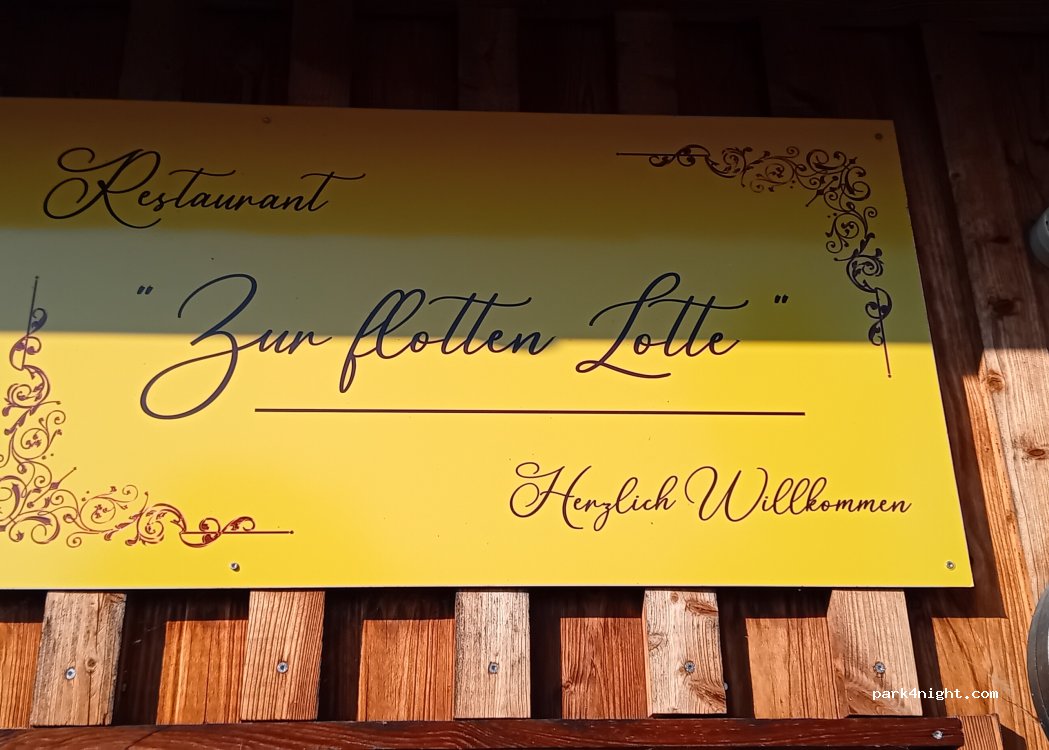 Restaurant
" Zur flotten Lotte "
Herzlich Willkommen
park4night.com